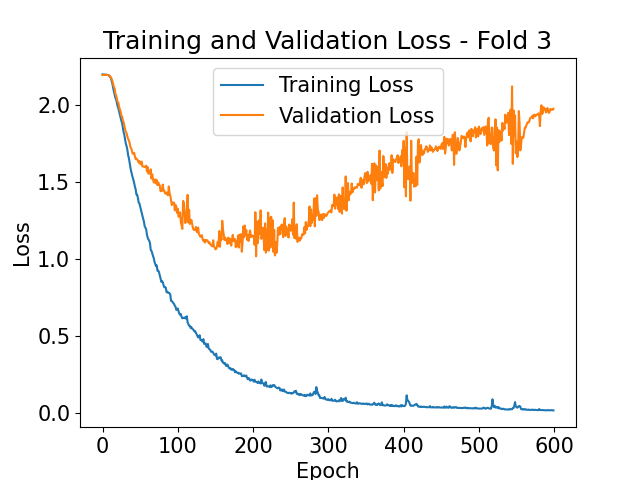 Training and Validation Loss - Fold 3
Training Loss
Validation Loss
Loss
2.0
1.5
1.0
0.5
0.0
0 100 200 300 400 500 600
Epoch